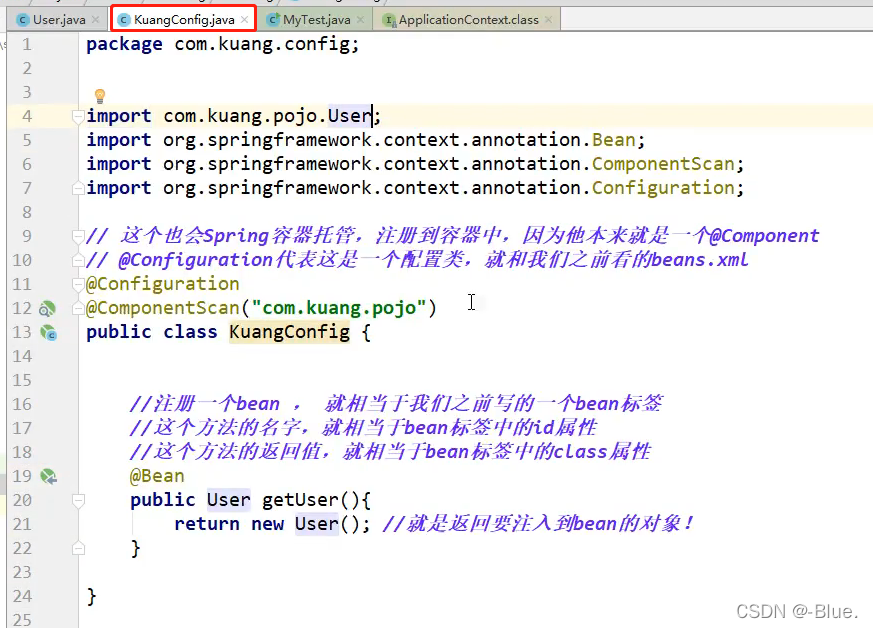 User.java KuangConfig.java MyTest.java ApplicationContext.class
1 package com.kuang.config;
2
3
4 import com.kuang.pojo.User;
5 import org.springframework.context.annotation.Bean;
6 import org.springframework.context.annotation.ComponentScan;
7 import org.springframework.context.annotation.Configuration;
8
9 // 这个也会Spring容器托管，注册到容器中，因为他本来就是一个@Component
10 // @Configuration代表这是一个配置类，就和我们之前看的beans.xml
11 @Configuration
12 @ComponentScan("com.kuang.pojo")
13 public class KuangConfig {
14
15
16 //注册一个bean ， 就相当于我们之前写的一个bean标签
17 //这个方法的名字，就相当于bean标签中的id属性
18 //这个方法的返回值，就相当于bean标签中的class属性
19 @Bean
20 public User getUser(){
21 return new User(); //就是返回要注入到bean的对象！
22 }
23
24 }
25
CSDN @-Blue.